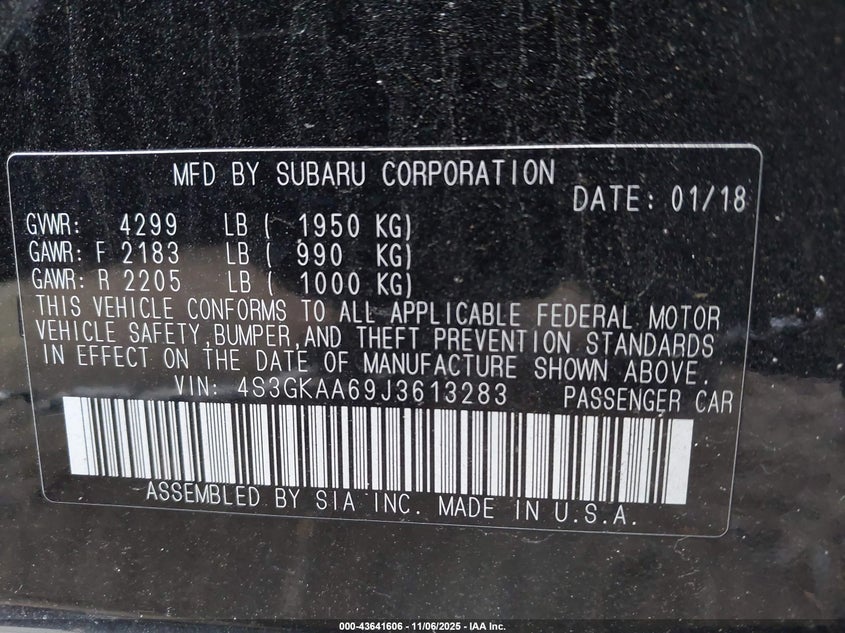 MFD BY SUBARU CORPORATION
DATE: 01/18
GVWR: 4299 LB ( 1950 KG)
GAWR: F 2183 LB ( 990 KG)
GAWR: R 2205 LB ( 1000 KG)
THIS VEHICLE CONFORMS TO ALL APPLICABLE FEDERAL MOTOR
VEHICLE SAFETY,BUMPER,AND THEFT PREVENTION STANDARDS
IN EFFECT ON THE DATE OF MANUFACTURE SHOWN ABOVE.
VIN: 4S3GKAA69J3613283 PASSENGER CAR
ASSEMBLED BY SIA INC. MADE IN U.S.A.
000-43641606 - 11/06/2025 - IAA Inc.